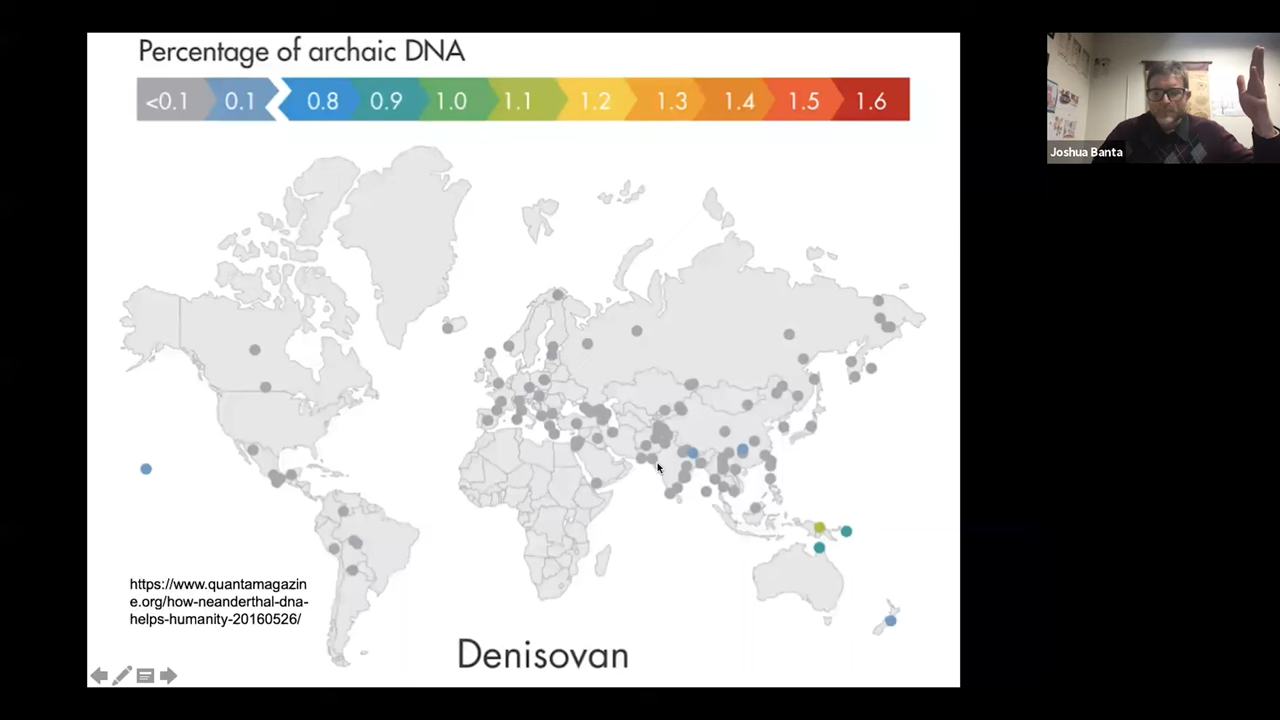 Percentage of archaic DNA
<0.1 0.1 0.8 0.9 1.0 1.1 1.2 1.3 1.4 1.5 1.6
Joshua Banta
https://www.quantamagazin
e.org/how-neanderthal-dna-
helps-humanity-20160526/
Denisovan